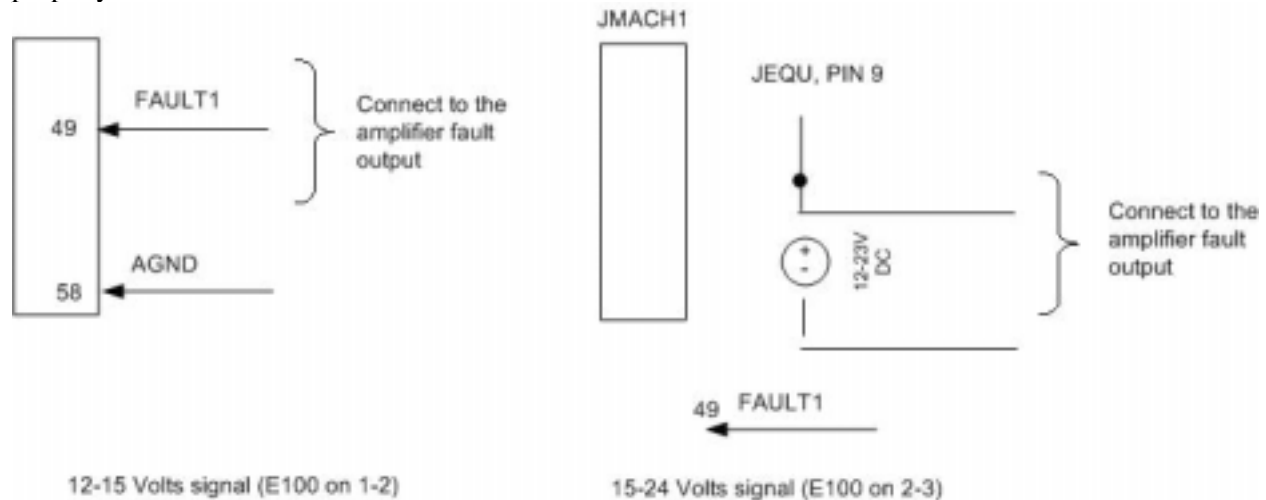 JMACH1
FAULT1
49
Connect to the
amplifier fault
output
AGND
58
12-15 Volts signal (E100 on 1-2)
JEQU, PIN 9
+
-
12-23V
DC
Connect to the
amplifier fault
output
49 FAULT1
15-24 Volts signal (E100 on 2-3)